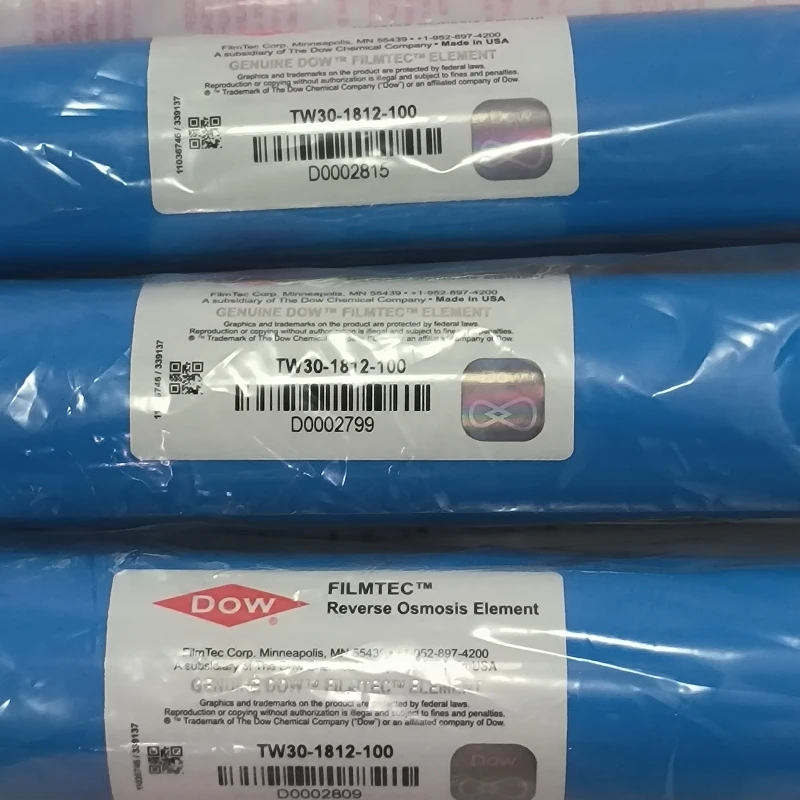 FilmTec Corp. Minneapolis, MN 55439 • +1-952-897-4200
A subsidiary of The Dow Chemical Company • Made in USA
GENUINE DOW™ FILMTEC™ ELEMENT
Graphics and trademarks on the product are protected by federal laws.
Reproduction or copying without authorization is illegal and subject to fines and penalties.
® ™ Trademark of The Dow Chemical Company ("Dow") or an affiliated company of Dow.
11036746 / 339137
TW30-1812-100
D0002815
FilmTec Corp. Minneapolis, MN 55439 • +1-952-897-4200
A subsidiary of The Dow Chemical Company • Made in USA
GENUINE DOW™ FILMTEC™ ELEMENT
Graphics and trademarks on the product are protected by federal laws.
Reproduction or copying without authorization is illegal and subject to fines and penalties.
® ™ Trademark of The Dow Chemical Company ("Dow") or an affiliated company of Dow.
6746 / 339137
TW30-1812-100
Dow
D0002799
DOW®
FILMTEC™
Reverse Osmosis Element
FilmTec Corp. Minneapolis, MN 55439 • +1-952-897-4200
A subsidiary of The Dow USA
GENUINE DOW™ FILMTEC™ ELEMENT
Graphics and trademarks on the product are protected by federal laws.
Reproduction or copying without authorization is illegal and subject to fines and penalties.
® ™ Trademark of The Dow Chemical Company ("Dow") or an affiliated company of Dow.
11036746 / 339137
TW30-1812-100
Dow
D0002809